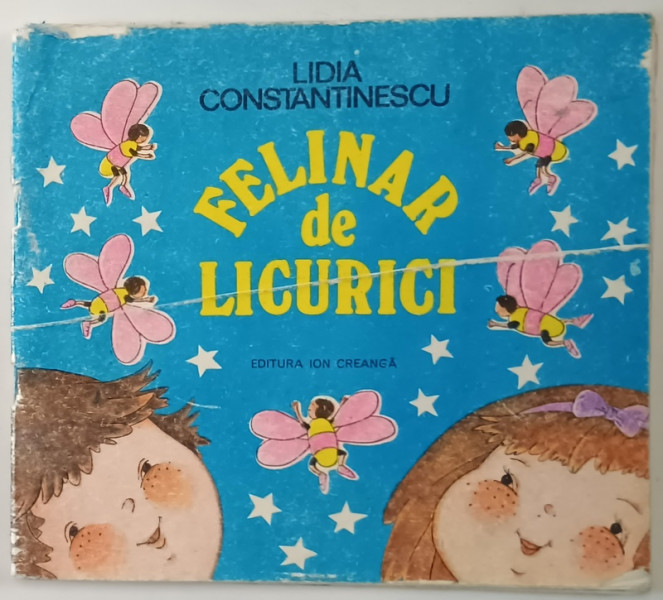 LIDIA
CONSTANTINESCU
FELINAR
de
LICURICI
EDITURA ION CREANGĂ